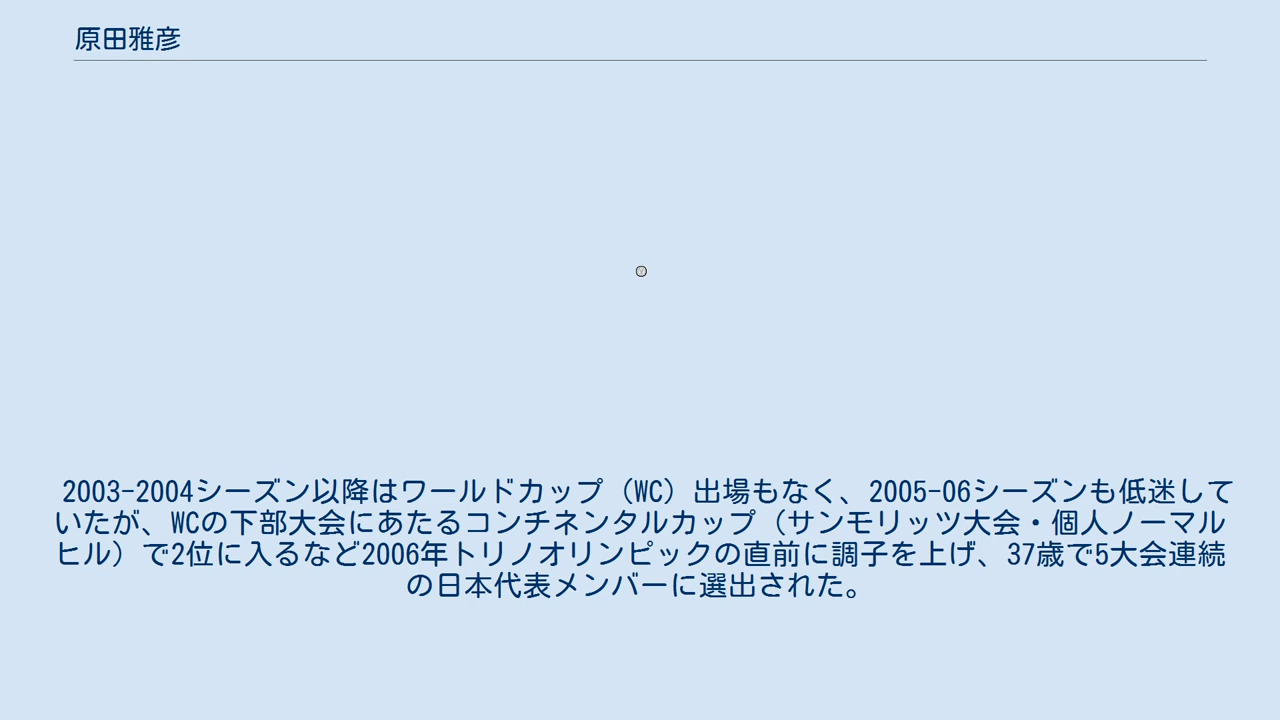 原田雅彦
2003-2004シーズン以降はワールドカップ（WC）出場もなく、2005-06シーズンも低迷して
いたが、WCの下部大会にあたるコンチネンタルカップ（サンモリッツ大会・個人ノーマル
ヒル）で2位に入るなど2006年トリノオリンピックの直前に調子を上げ、37歳で5大会連続
の日本代表メンバーに選出された。